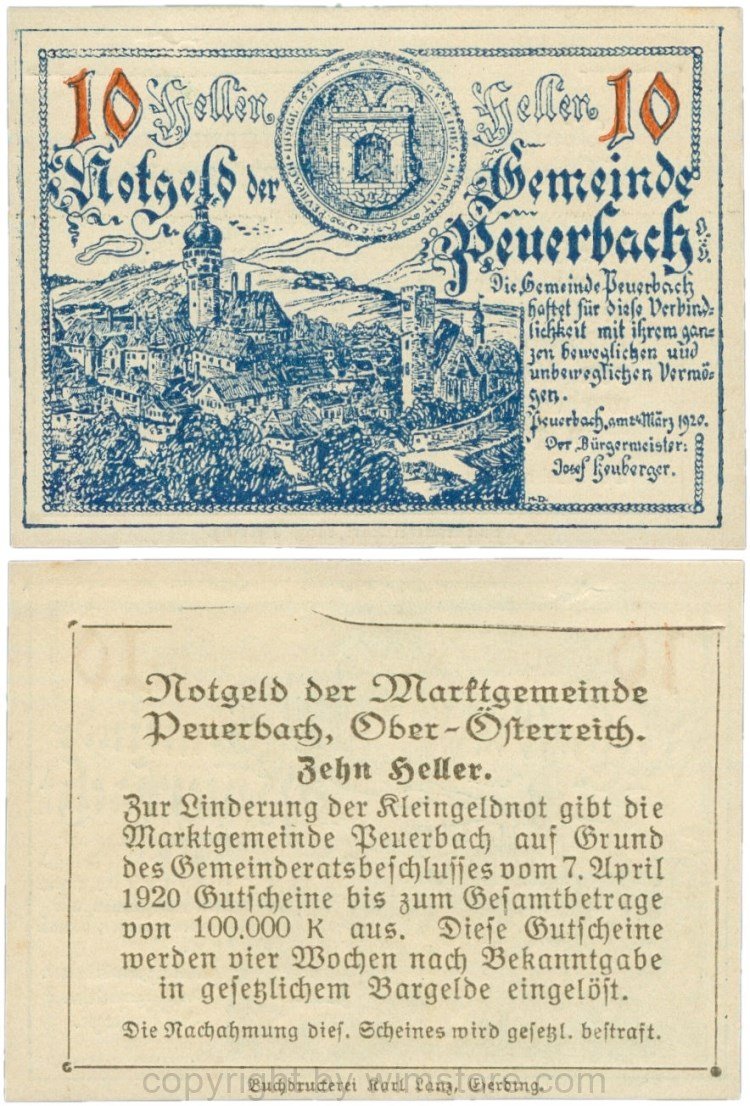 10 Heller Heller 10
Notgeld der Gemeinde
Peuerbach O.Ö.
Die Gemeinde Peuerbach
haftet für diese Verbind-
lichkeit mit ihrem gan-
zen beweglichen und
unbeweglichen Vermö-
gen.
Peuerbach, am März 1920.
Der Bürgermeister:
Josef Heuberger.
M.D.
Notgeld der Marktgemeinde
Peuerbach, Ober-Österreich.
Zehn Heller.
Zur Linderung der Kleingeldnot gibt die
Marktgemeinde Peuerbach auf Grund
des Gemeinderatsbeschlusses vom 7. April
1920 Gutscheine bis zum Gesamtbetrage
von 100.000 K aus. Diese Gutscheine
werden vier Wochen nach Bekanntgabe
in gesetzlichem Bargelde eingelöst.
Die Nachahmung dies. Scheines wird gesetzl. bestraft.
Buchdruckerei Karl Lanz, Eferding.
copyright by wimstore.com